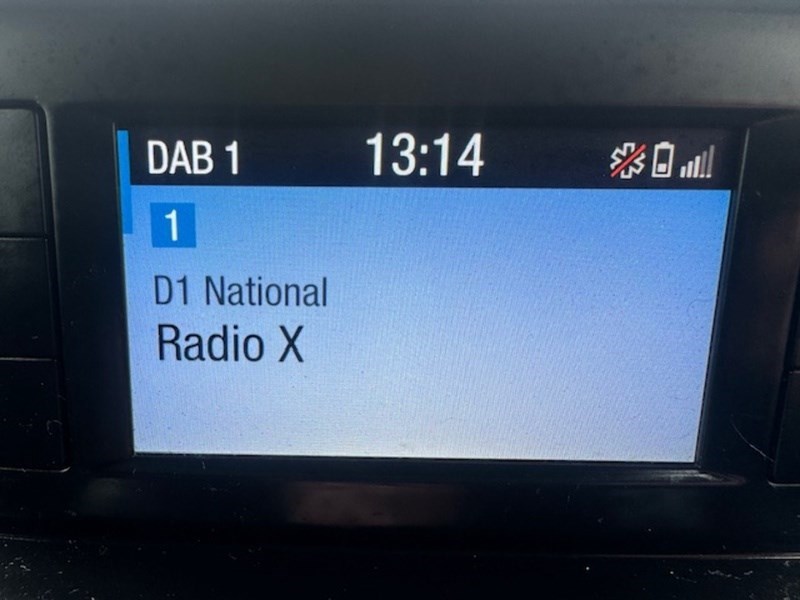 DAB 1 13:14
1
D1 National
Radio X